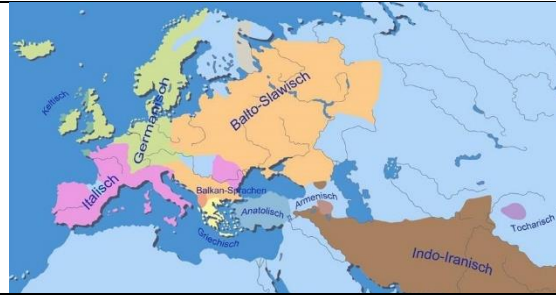 Keltisch
Germanisch
Balto-Slawisch
Italisch
Balkan-Sprachen
Griechisch
Anatolisch
Armenisch
Tocharisch
Indo-Iranisch